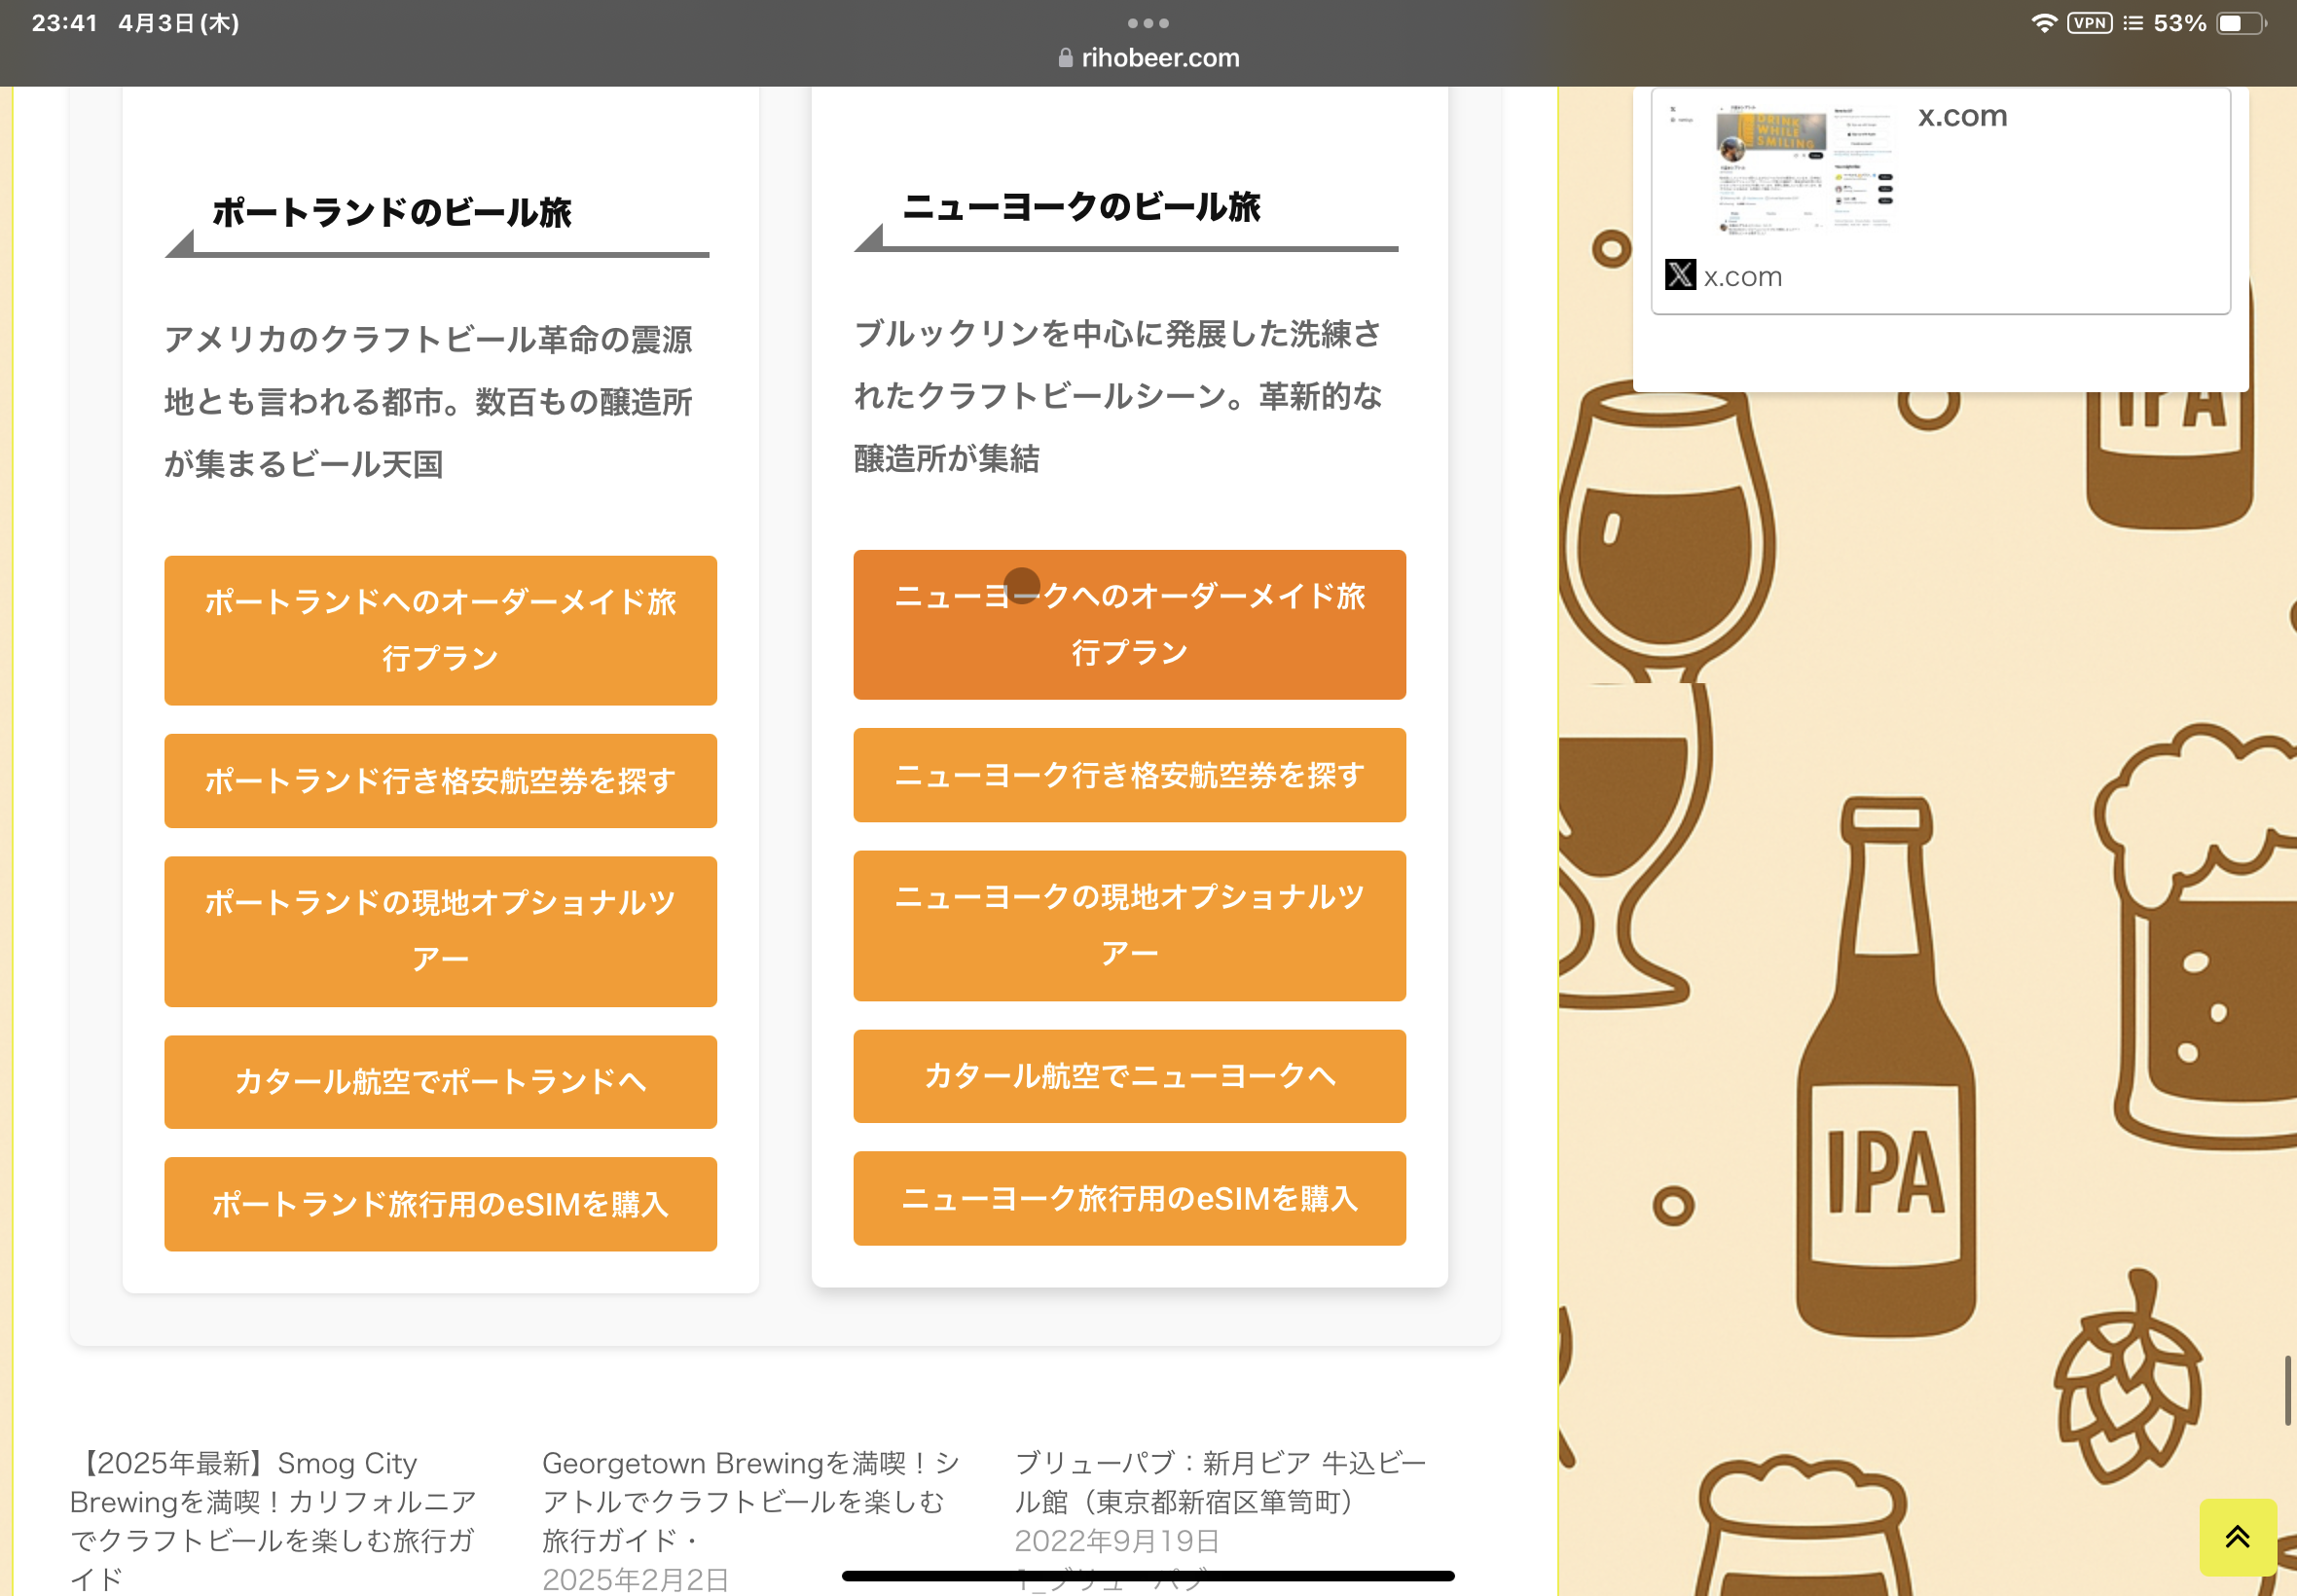 23:41 4月3日(木)
VPN 53%
rihobeer.com
ポートランドのビール旅
アメリカのクラフトビール革命の震源
地とも言われる都市。数百もの醸造所
が集まるビール天国
ポートランドへのオーダーメイド旅
行プラン
ポートランド行き格安航空券を探す
ポートランドの現地オプショナルツ
アー
カタール航空でポートランドへ
ポートランド旅行用のeSIMを購入
ニューヨークのビール旅
ブルックリンを中心に発展した洗練さ
れたクラフトビールシーン。革新的な
醸造所が集結
ニューヨークへのオーダーメイド旅
行プラン
ニューヨーク行き格安航空券を探す
ニューヨークの現地オプショナルツ
アー
カタール航空でニューヨークへ
ニューヨーク旅行用のeSIMを購入
DRINK
WHILE
SMILING
x.com
x.com
IPA
IPA
【2025年最新】Smog City
Brewingを満喫！カリフォルニア
でクラフトビールを楽しむ旅行ガ
イド
Georgetown Brewingを満喫！シ
アトルでクラフトビールを楽しむ
旅行ガイド・
2025年2月2日
ブリューパブ：新月ビア 牛込ビー
ル館（東京都新宿区箪笥町）
2022年9月19日
1_ブリューパブ